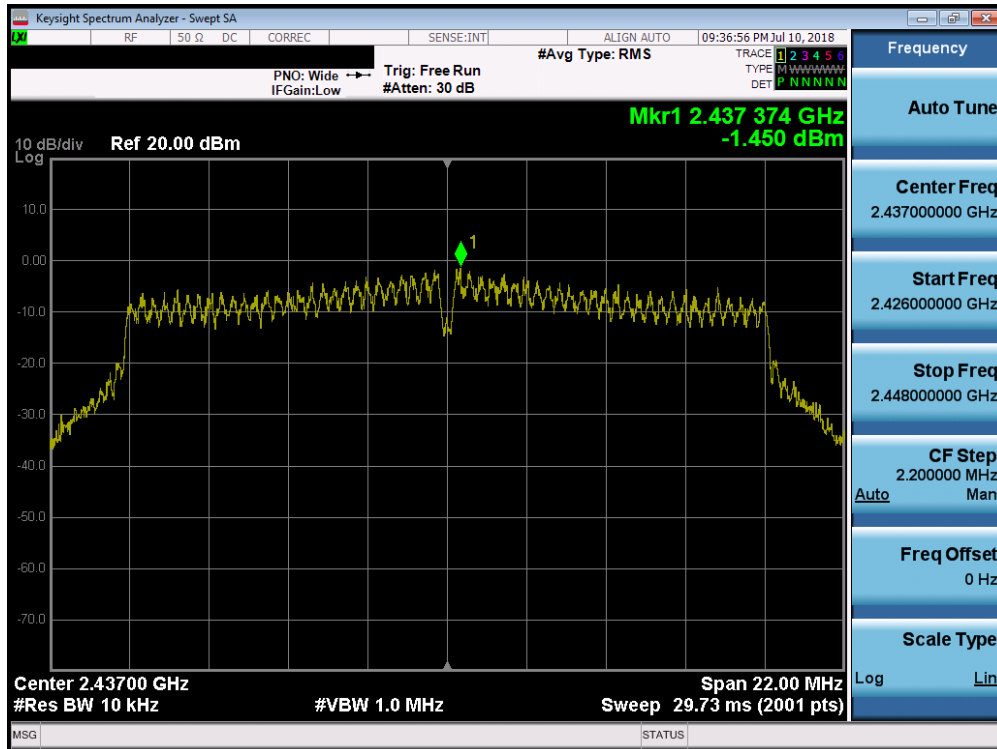 Keysight Spectrum Analyzer - Swept SA
LXI RF 50 Ω DC CORREC SENSE:INT ALIGN AUTO 09:36:56 PM Jul 10, 2018
#Avg Type: RMS TRACE 1 2 3 4 5 6
PNO: Wide Trig: Free Run TYPE M W W W W W
IFGain:Low #Atten: 30 dB DET P N N N N N
Mkr1 2.437 374 GHz
-1.450 dBm
10 dB/div Ref 20.00 dBm
Log
10.0
1
0.00
-10.0
-20.0
-30.0
-40.0
-50.0
-60.0
-70.0
Center 2.43700 GHz Span 22.00 MHz
#Res BW 10 kHz #VBW 1.0 MHz Sweep 29.73 ms (2001 pts)
MSG STATUS
Frequency
Auto Tune
Center Freq
2.437000000 GHz
Start Freq
2.426000000 GHz
Stop Freq
2.448000000 GHz
CF Step
2.200000 MHz
Auto Man
Freq Offset
0 Hz
Scale Type
Log Lin